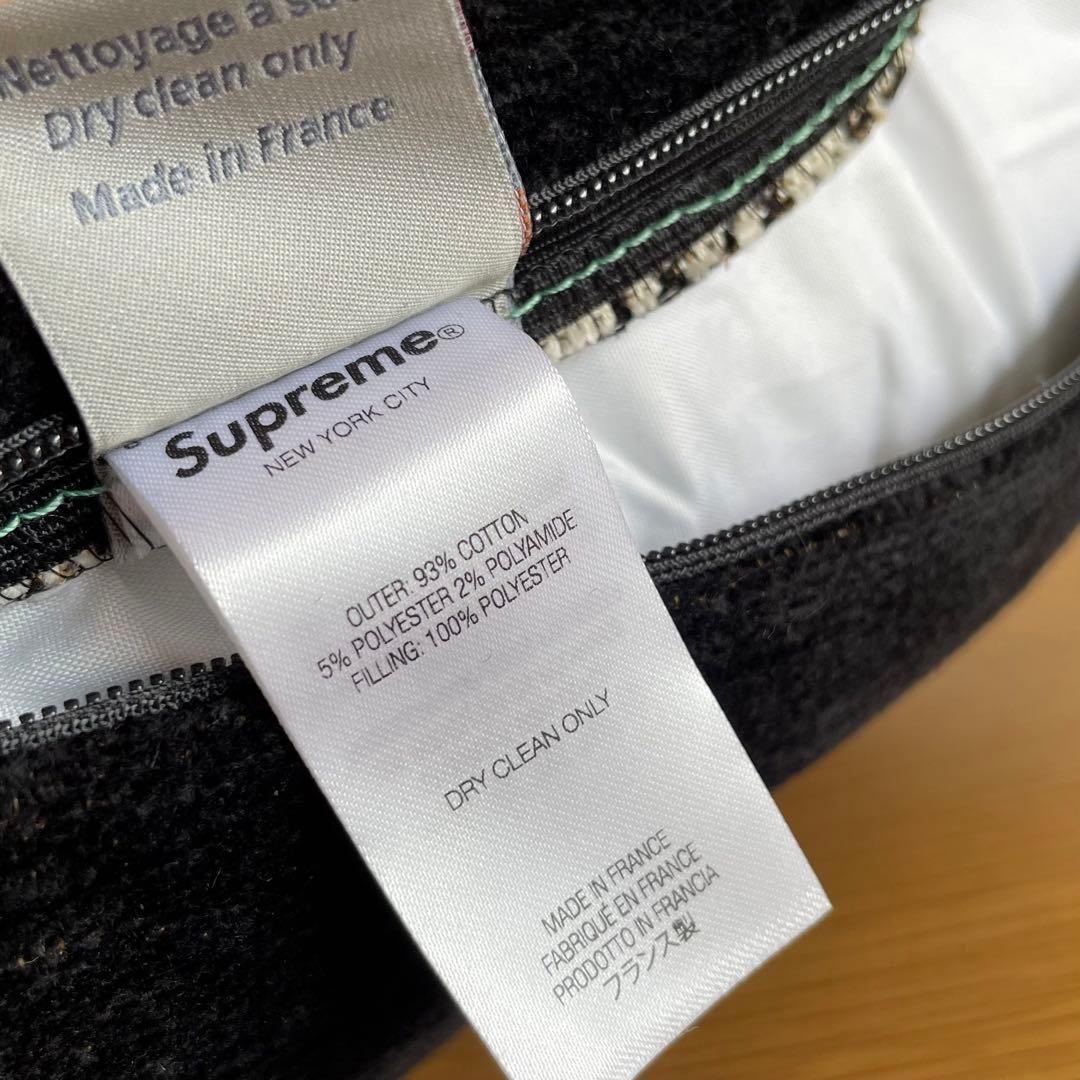 Nettoyage à
Dry clean only
Made in France
Supreme®
NEW YORK CITY
OUTER: 93% COTTON
5% POLYESTER 2% POLYAMIDE
FILLING: 100% POLYESTER
DRY CLEAN ONLY
MADE IN FRANCE
FABRIQUÉ EN FRANCE
PRODOTTO IN FRANCIA
フランス製